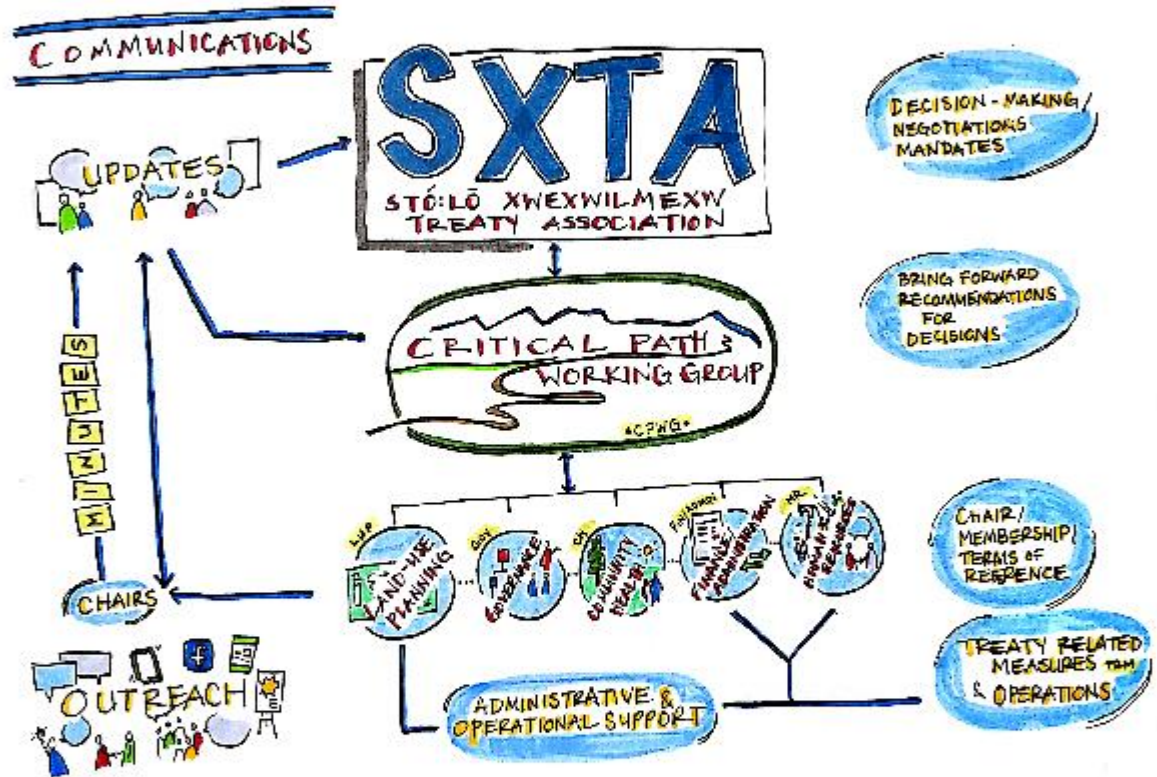 COMMUNICATIONS
SXTA
STÓ:LŌ XWEXWILMEXW
TREATY ASSOCIATION
DECISION-MAKING/
NEGOTIATIONS
MANDATES
UPDATES
BRING FORWARD
RECOMMENDATIONS
FOR
DECISIONS
CRITICAL PATH &
WORKING GROUP
CPWG
MINUTES
LUP
LAND-USE
PLANNING
GOV.
GOVERNANCE
CH
COMMUNITY
HEALTH
FIN/ADMIN
FINANCE/
ADMINISTRATION
HR
HUMAN
RESOURCES
CHAIR/
MEMBERSHIP/
TERMS OF
REFERENCE
CHAIRS
OUTREACH
ADMINISTRATIVE &
OPERATIONAL SUPPORT
TREATY RELATED
MEASURES TRM
& OPERATIONS